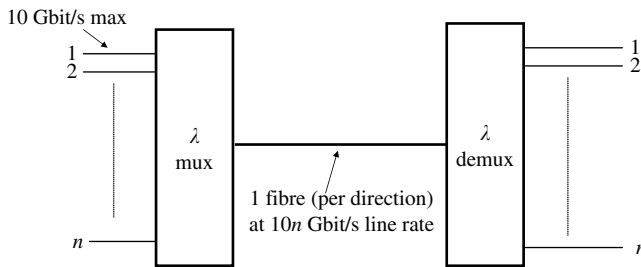 10 Gbit/s max
1
2
n
λ
mux
1 fibre (per direction)
at 10n Gbit/s line rate
λ
demux
1
2
n